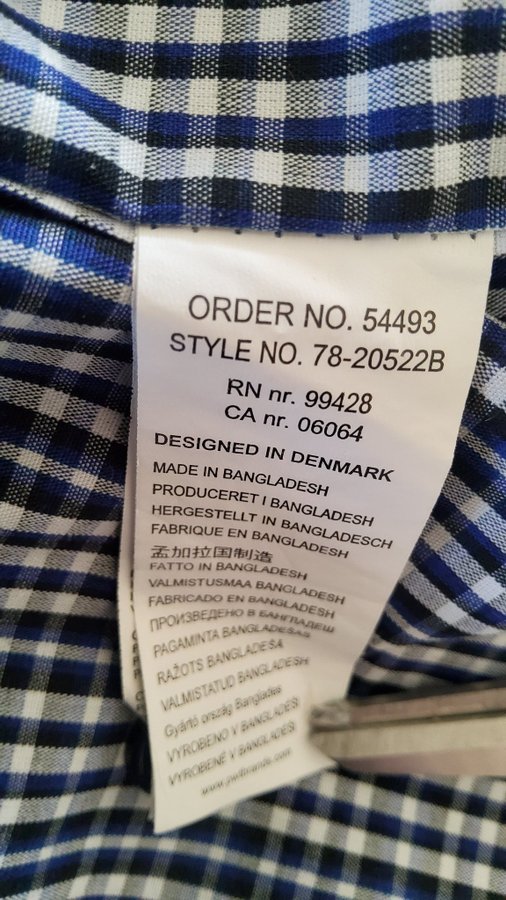 ORDER NO. 54493
STYLE NO. 78-20522B
RN nr. 99428
CA nr. 06064
DESIGNED IN DENMARK
MADE IN BANGLADESH
PRODUCERET I BANGLADESH
HERGESTELLT IN BANGLADESCH
FABRIQUE EN BANGLADESH
孟加拉国制造
FATTO IN BANGLADESH
VALMISTUSMAA BANGLADESH
FABRICADO EN BANGLADESH
ПРОИЗВЕДЕНО В БАНГЛАДЕШ
PAGAMINTA BANGLADEŠAS
RAŽOTS BANGLADEŠA
VALMISTATUD BANGLADESH
Gyártó ország Banglades
VYROBENO V BANGLADÉSI
VYROBENÉ V BANGLADÉSI